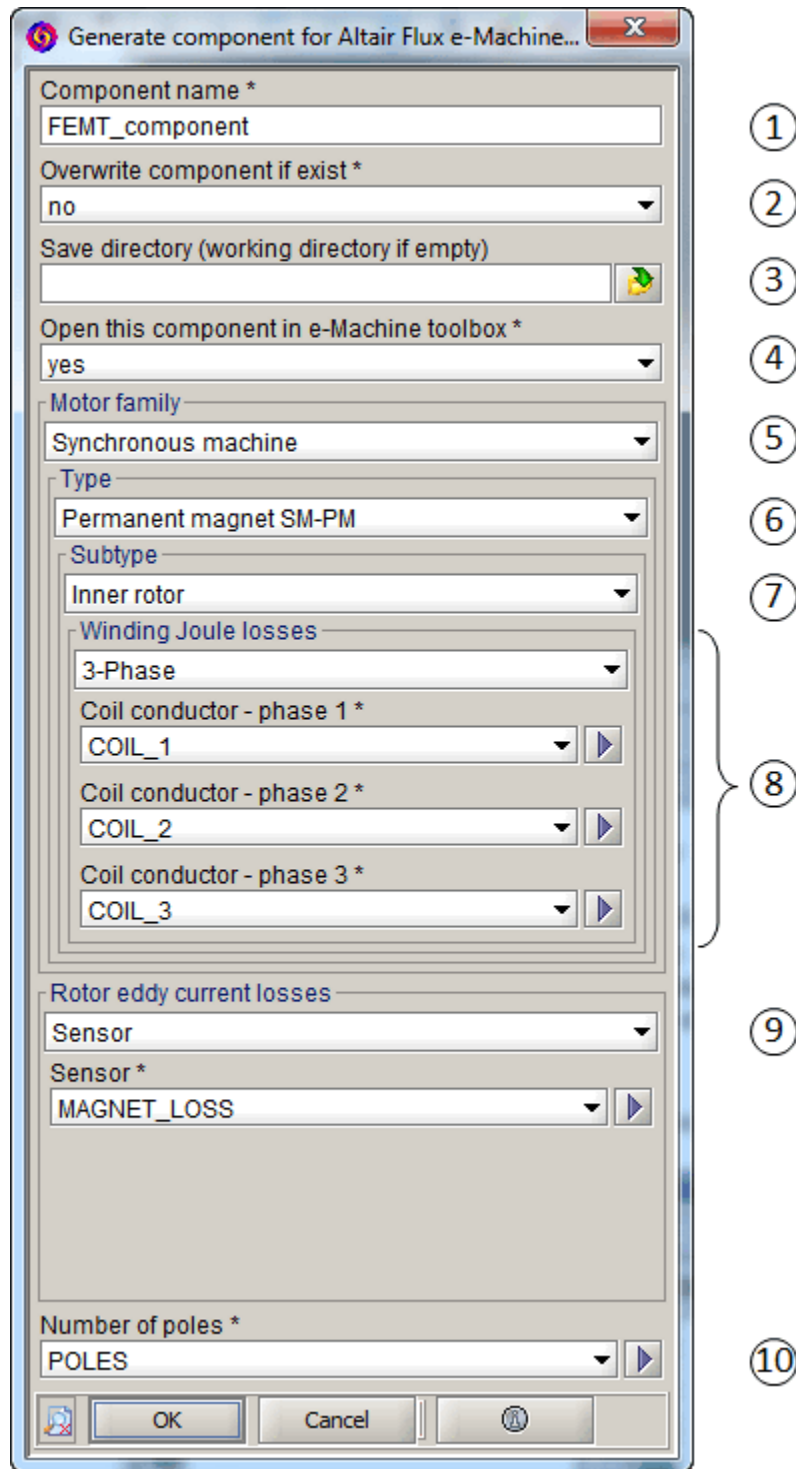 Generate component for Altair Flux e-Machine...
Component name *
FEMT_component
1
Overwrite component if exist *
no
2
Save directory (working directory if empty)
3
Open this component in e-Machine toolbox *
yes
4
Motor family
Synchronous machine
5
Type
Permanent magnet SM-PM
6
Subtype
Inner rotor
7
Winding Joule losses
3-Phase
Coil conductor - phase 1 *
COIL_1
Coil conductor - phase 2 *
COIL_2
8
Coil conductor - phase 3 *
COIL_3
Rotor eddy current losses
Sensor
9
Sensor *
MAGNET_LOSS
Number of poles *
POLES
10
OK
Cancel